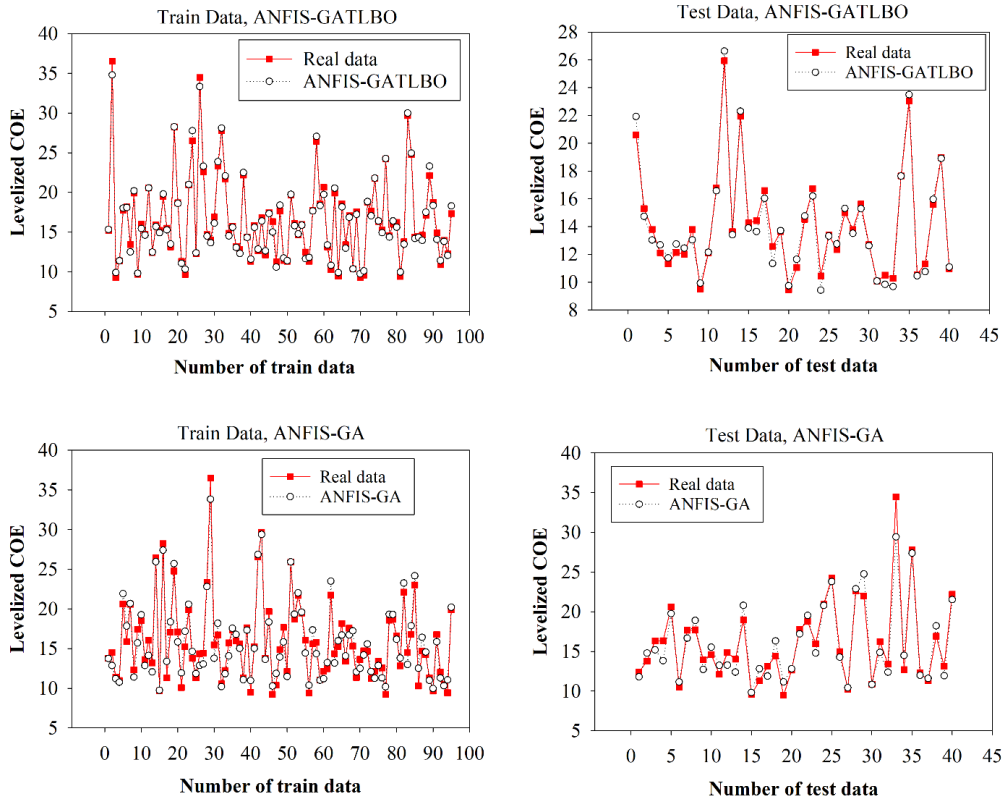 Train Data, ANFIS-GATLBO
Real data
ANFIS-GATLBO
Levelized COE
40
35
30
25
20
15
10
5
0 10 20 30 40 50 60 70 80 90 100
Number of train data
Test Data, ANFIS-GATLBO
Real data
ANFIS-GATLBO
Levelized COE
28
26
24
22
20
18
16
14
12
10
8
0 5 10 15 20 25 30 35 40 45
Number of test data
Train Data, ANFIS-GA
Real data
ANFIS-GA
Levelized COE
40
35
30
25
20
15
10
5
0 10 20 30 40 50 60 70 80 90 100
Number of train data
Test Data, ANFIS-GA
Real data
ANFIS-GA
Levelized COE
40
35
30
25
20
15
10
5
0 5 10 15 20 25 30 35 40 45
Number of test data